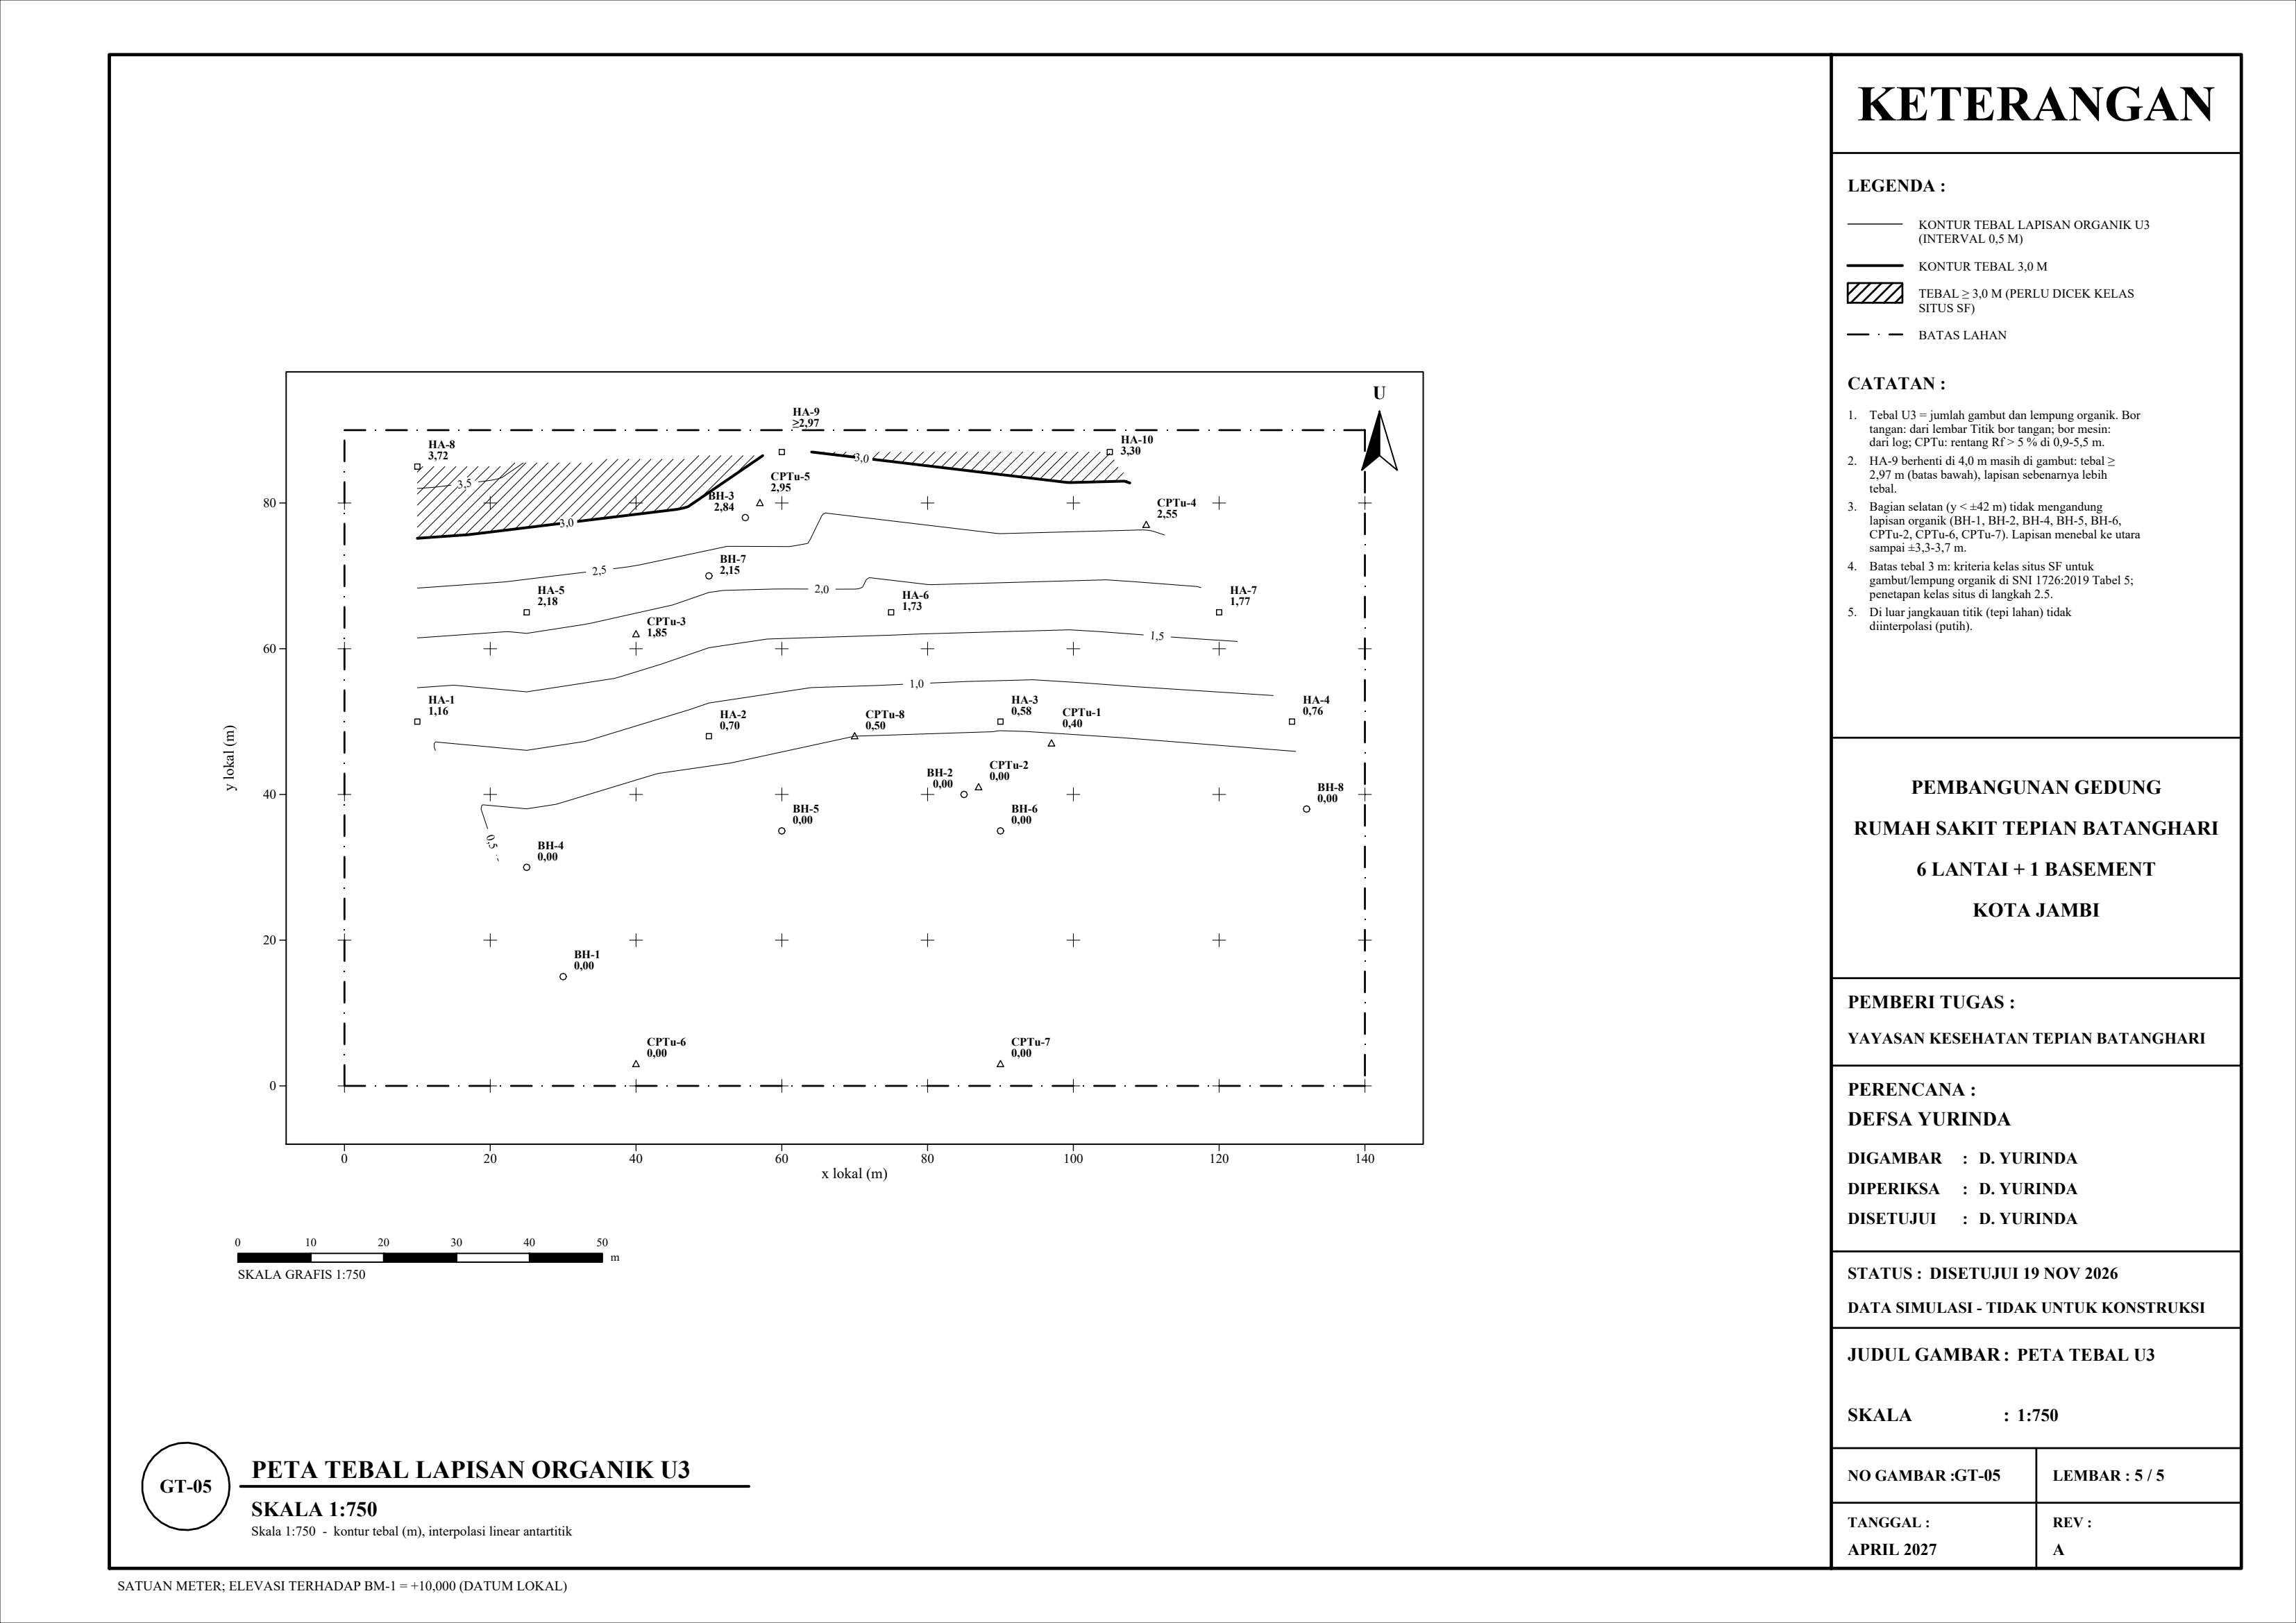 KETERANGAN
LEGENDA :
KONTUR TEBAL LAPISAN ORGANIK U3
(INTERVAL 0,5 M)
KONTUR TEBAL 3,0 M
TEBAL ≥ 3,0 M (PERLU DICEK KELAS
SITUS SF)
BATAS LAHAN
CATATAN :
1. Tebal U3 = jumlah gambut dan lempung organik. Bor
tangan: dari lembar Titik bor tangan; bor mesin:
dari log; CPTu: rentang Rf > 5 % di 0,9-5,5 m.
2. HA-9 berhenti di 4,0 m masih di gambut: tebal ≥
2,97 m (batas bawah), lapisan sebenarnya lebih
tebal.
3. Bagian selatan (y < ±42 m) tidak mengandung
lapisan organik (BH-1, BH-2, BH-4, BH-5, BH-6,
CPTu-2, CPTu-6, CPTu-7). Lapisan menebal ke utara
sampai ±3,3-3,7 m.
4. Batas tebal 3 m: kriteria kelas situs SF untuk
gambut/lempung organik di SNI 1726:2019 Tabel 5;
penetapan kelas situs di langkah 2.5.
5. Di luar jangkauan titik (tepi lahan) tidak
diinterpolasi (putih).
PEMBANGUNAN GEDUNG
RUMAH SAKIT TEPIAN BATANGHARI
6 LANTAI + 1 BASEMENT
KOTA JAMBI
PEMBERI TUGAS :
YAYASAN KESEHATAN TEPIAN BATANGHARI
PERENCANA :
DEFSA YURINDA
DIGAMBAR : D. YURINDA
DIPERIKSA : D. YURINDA
DISETUJUI : D. YURINDA
STATUS : DISETUJUI 19 NOV 2026
DATA SIMULASI - TIDAK UNTUK KONSTRUKSI
JUDUL GAMBAR : PETA TEBAL U3
SKALA : 1:750
NO GAMBAR :GT-05
LEMBAR : 5 / 5
TANGGAL :
APRIL 2027
REV :
A
U
HA-9
≥2,97
HA-8
3,72
HA-10
3,30
3,0
3,5
CPTu-5
2,95
BH-3
2,84
CPTu-4
2,55
3,0
BH-7
2,15
2,5
HA-5
2,18
2,0
HA-6
1,73
HA-7
1,77
CPTu-3
1,85
1,5
1,0
HA-1
1,16
HA-2
0,70
CPTu-8
0,50
HA-3
0,58
CPTu-1
0,40
HA-4
0,76
BH-2
0,00
CPTu-2
0,00
BH-8
0,00
BH-5
0,00
BH-6
0,00
0,5
BH-4
0,00
BH-1
0,00
CPTu-6
0,00
CPTu-7
0,00
80
60
40
20
0
y lokal (m)
0 20 40 60 80 100 120 140
x lokal (m)
0 10 20 30 40 50
m
SKALA GRAFIS 1:750
GT-05
PETA TEBAL LAPISAN ORGANIK U3
SKALA 1:750
Skala 1:750 - kontur tebal (m), interpolasi linear antartitik
SATUAN METER; ELEVASI TERHADAP BM-1 = +10,000 (DATUM LOKAL)